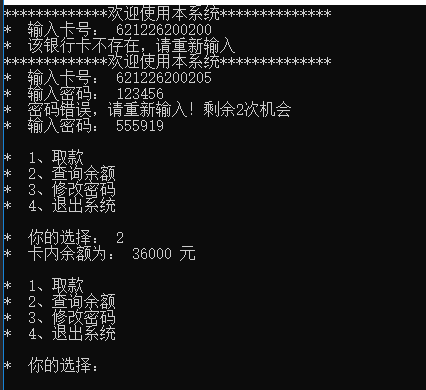 *************欢迎使用本系统**************
*  输入卡号： 621226200200
*  该银行卡不存在，请重新输入
*************欢迎使用本系统**************
*  输入卡号： 621226200205
*  输入密码： 123456
*  密码错误，请重新输入！剩余2次机会
*  输入密码： 555919
*  1、取款
*  2、查询余额
*  3、修改密码
*  4、退出系统
*  你的选择： 2
*  卡内余额为： 36000 元
*  1、取款
*  2、查询余额
*  3、修改密码
*  4、退出系统
*  你的选择：